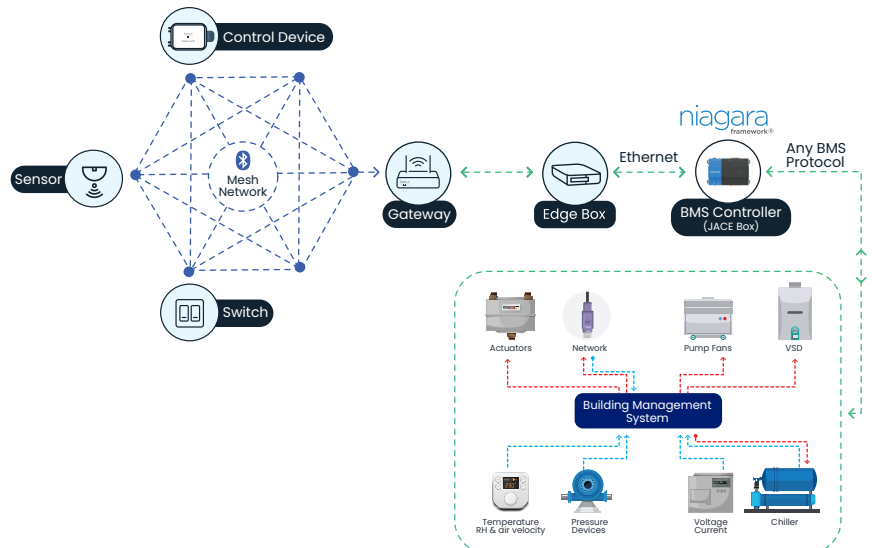 Control Device
Sensor
Mesh
Network
Switch
Gateway
Edge Box
Ethernet
niagara
framework®
BMS Controller
(JACE Box)
Any BMS
Protocol
Actuators
Network
Pump Fans
VSD
Building Management
System
Temperature
RH & air velocity
Pressure
Devices
Voltage
Current
Chiller